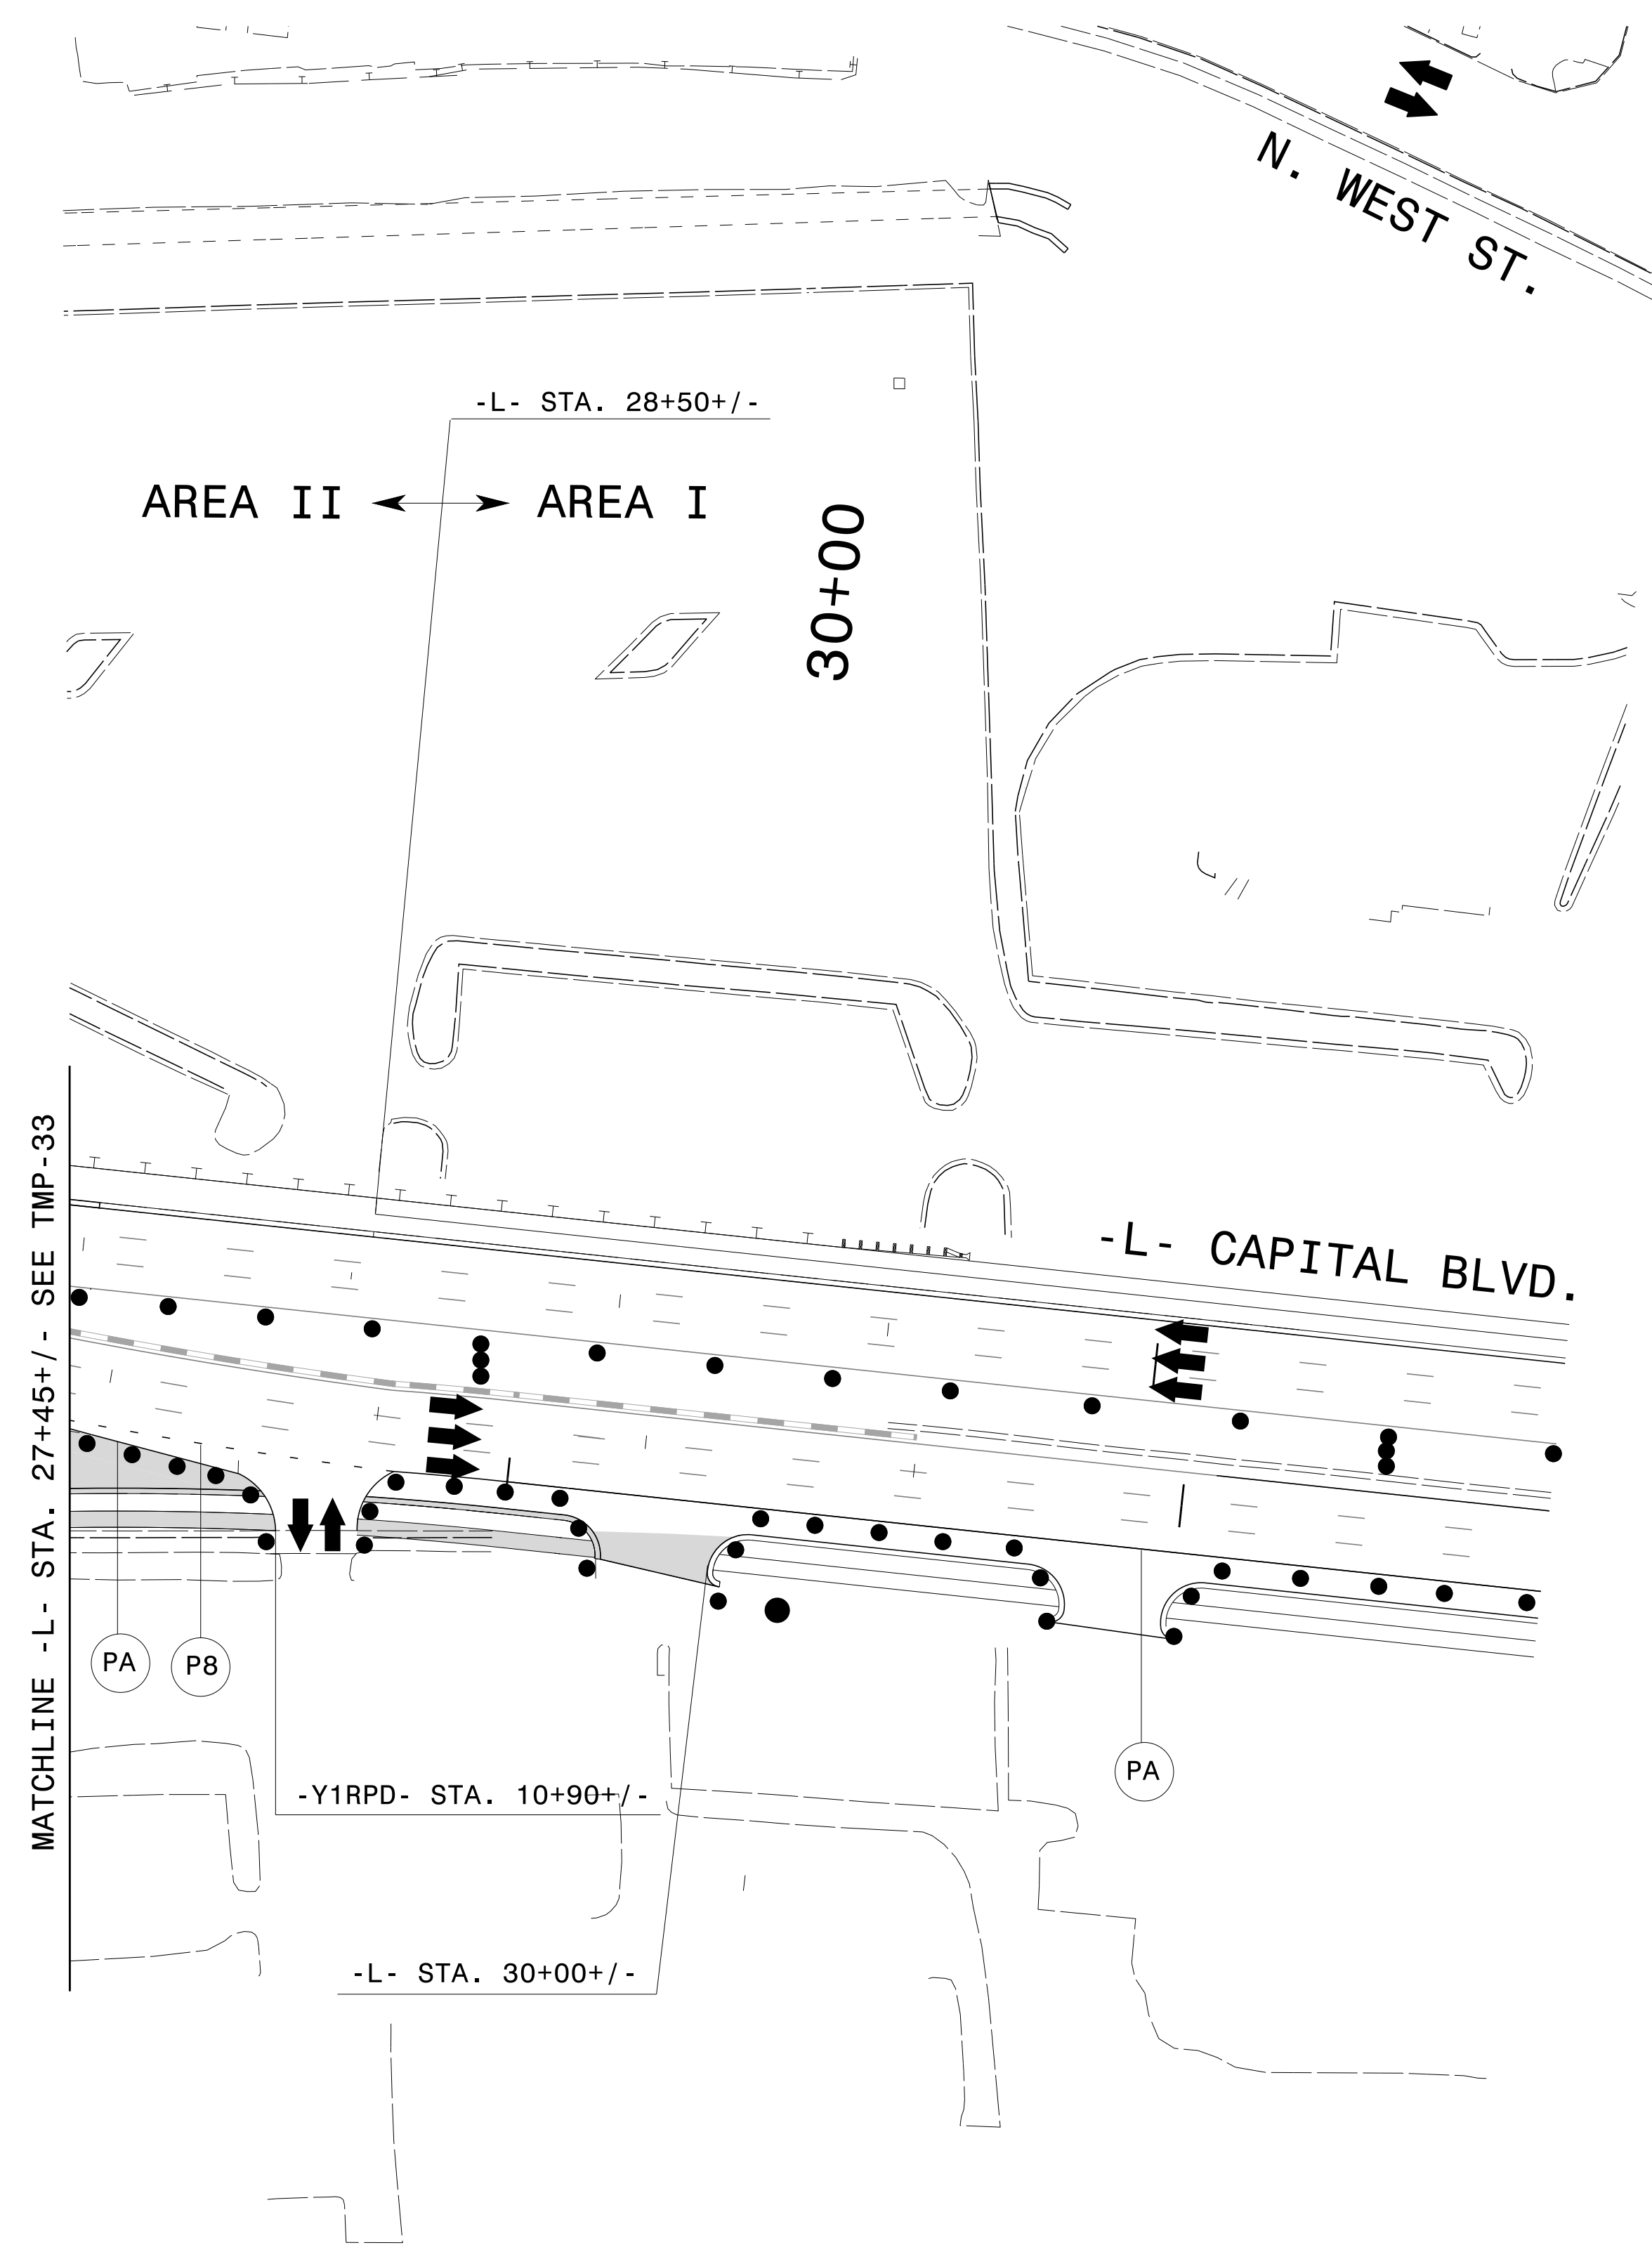 N. WEST ST.
-L- STA. 28+50+/-
AREA II
AREA I
30+00
MATCHLINE -L- STA. 27+45+/- SEE TMP-33
-L- CAPITAL BLVD.
PA
P8
PA
-Y1RPD- STA. 10+90+/-
-L- STA. 30+00+/-